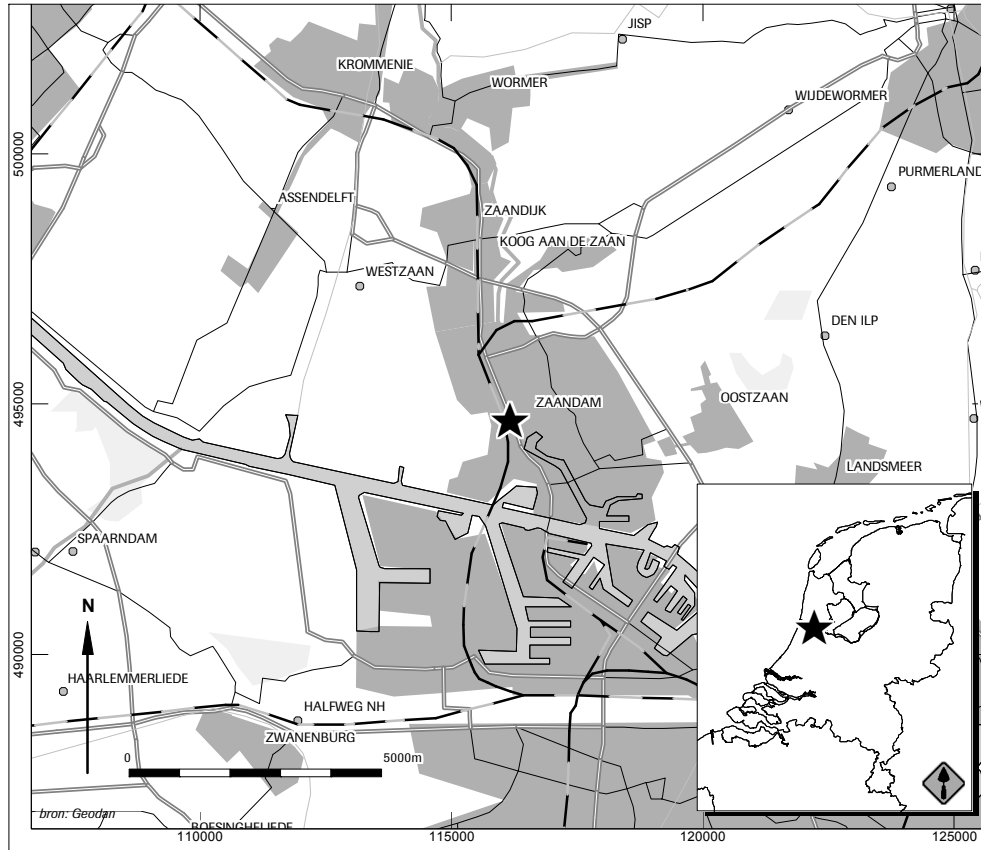 JISP
KROMMENIE
WORMER
WIJDEWORMER
500000
PURMERLAND
ASSENDELFT
ZAANDIJK
KOOG AAN DE ZAAN
WESTZAAN
DEN ILP
495000
ZAANDAM
OOSTZAAN
LANDSMEER
SPAARNDAM
N
490000
HAARLEMMERLIEDE
HALFWEG NH
ZWANENBURG
0 5000m
bron: Geodan
110000 115000 120000 125000